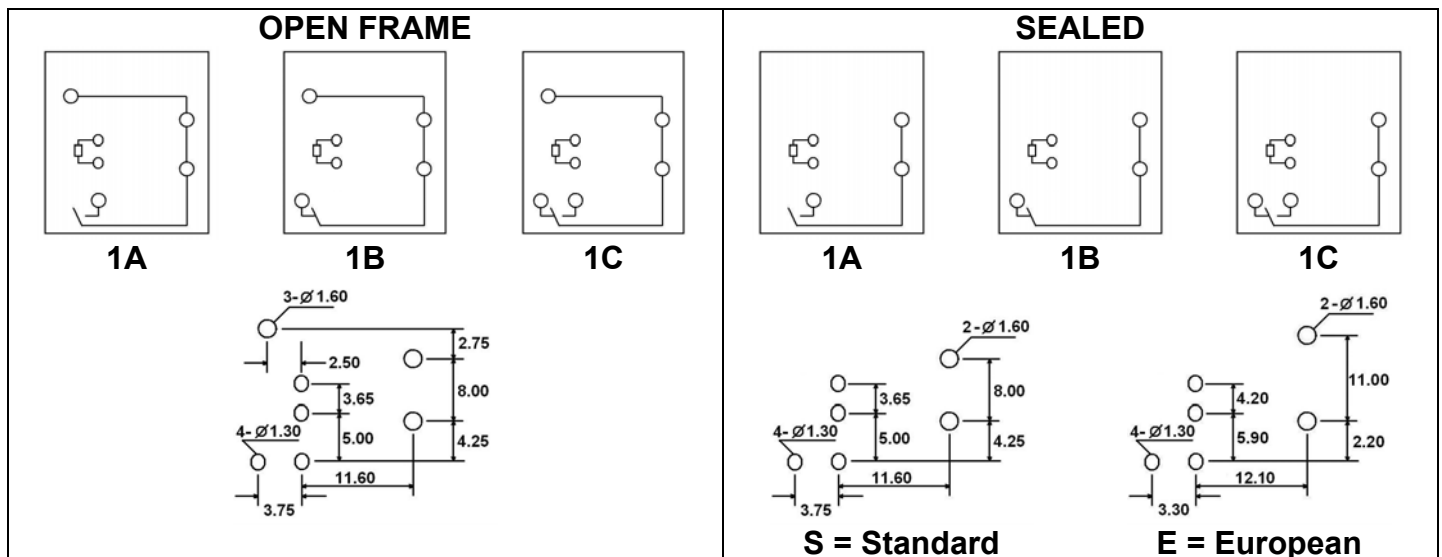 OPEN FRAME
1A 1B 1C
3-Ø1.60
2.75
2.50
8.00
3.65
4-Ø1.30
5.00
4.25
11.60
3.75
SEALED
1A 1B 1C
2-Ø1.60
8.00
3.65
4-Ø1.30
5.00
4.25
11.60
3.75
S = Standard
2-Ø1.60
11.00
4.20
4-Ø1.30
5.90
2.20
12.10
3.30
E = European